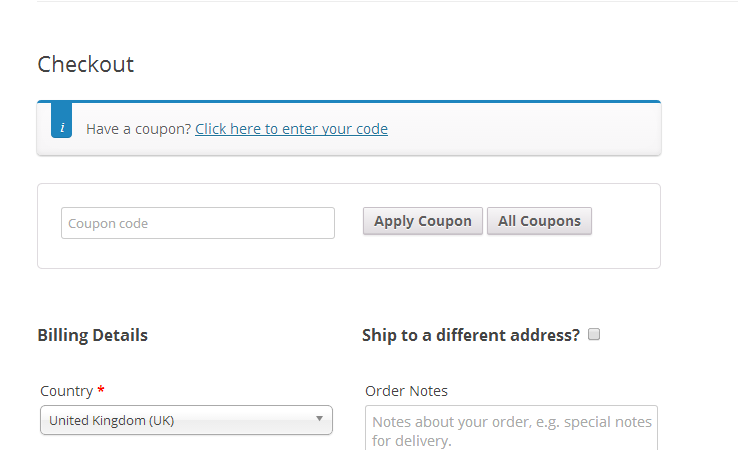 Checkout
i
Have a coupon? Click here to enter your code
Coupon code
Apply Coupon
All Coupons
Billing Details
Ship to a different address?
Country *
United Kingdom (UK)
Order Notes
Notes about your order, e.g. special notes
for delivery.